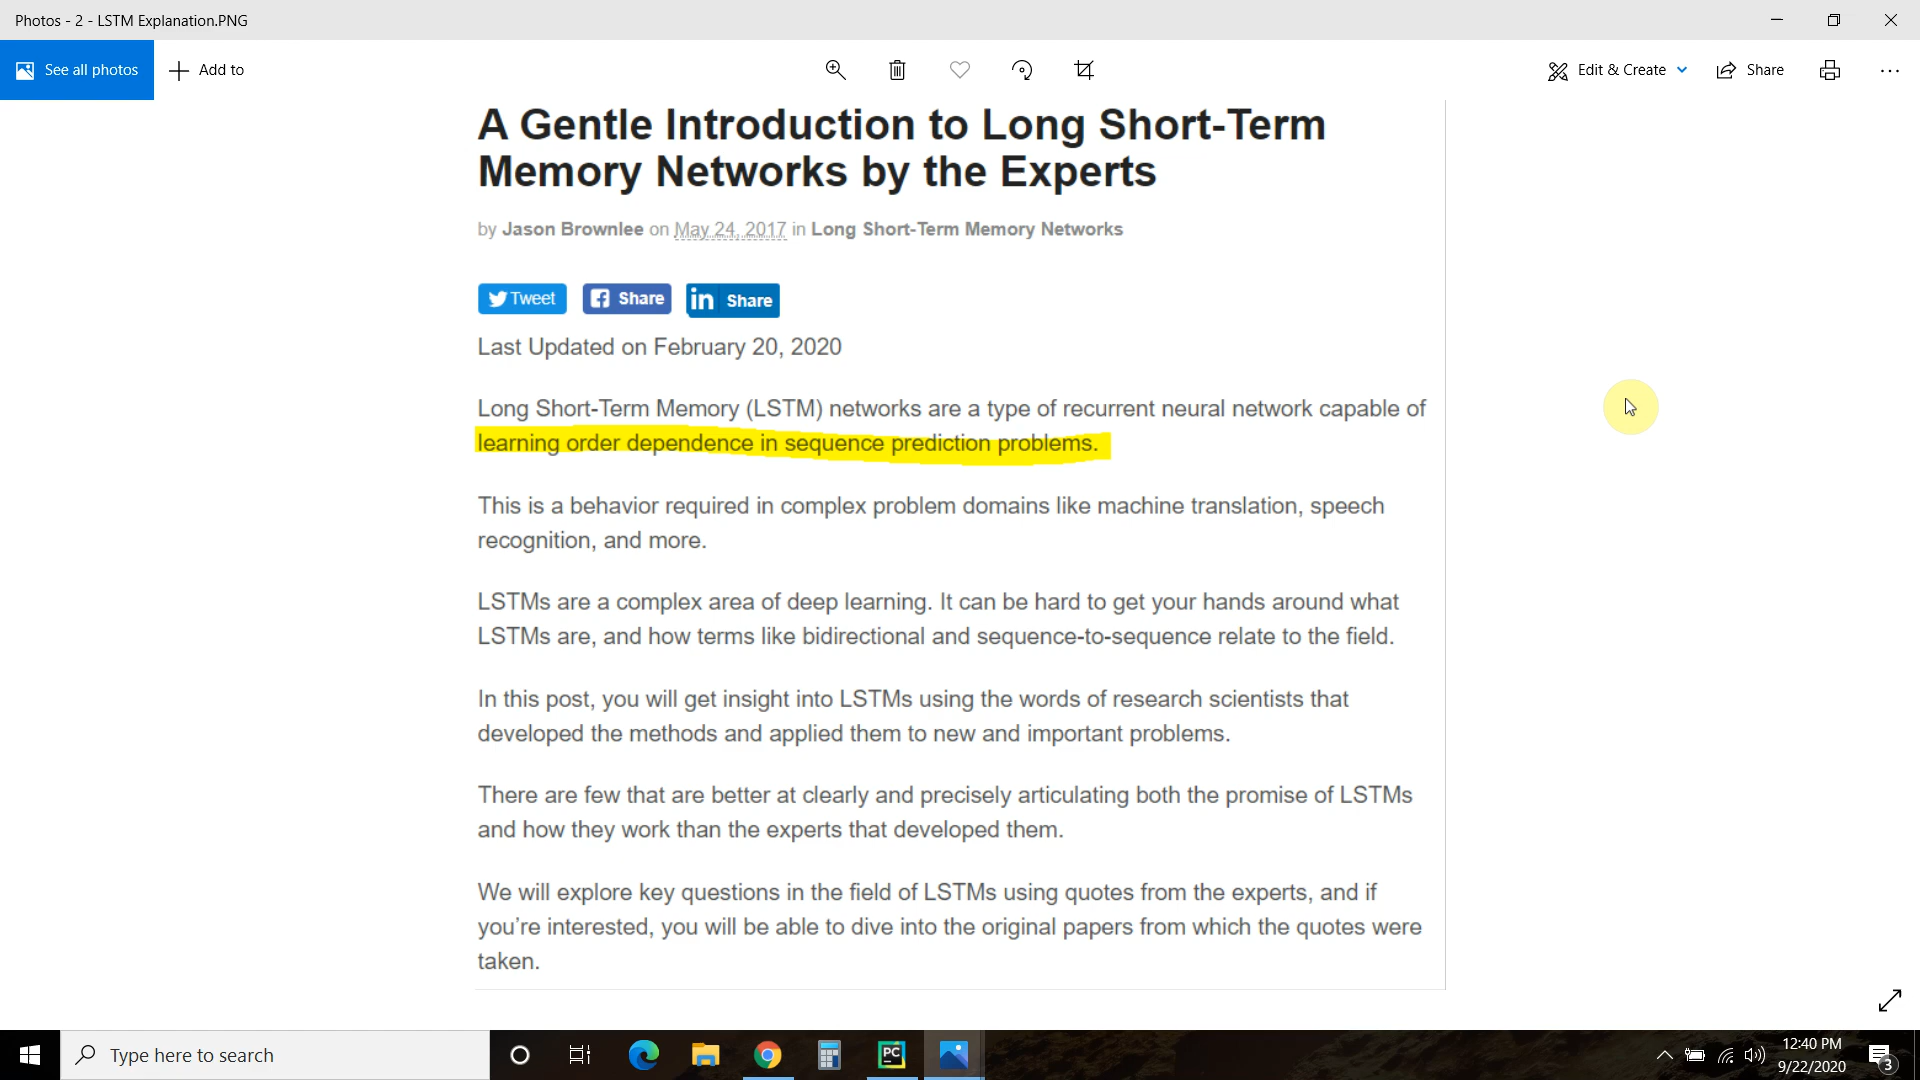 Photos - 2 - LSTM Explanation.PNG
See all photos
Add to
Edit & Create
Share
A Gentle Introduction to Long Short-Term
Memory Networks by the Experts
by Jason Brownlee on May 24, 2017 in Long Short-Term Memory Networks
Tweet
Share
in Share
Last Updated on February 20, 2020
Long Short-Term Memory (LSTM) networks are a type of recurrent neural network capable of
learning order dependence in sequence prediction problems.
This is a behavior required in complex problem domains like machine translation, speech
recognition, and more.
LSTMs are a complex area of deep learning. It can be hard to get your hands around what
LSTMs are, and how terms like bidirectional and sequence-to-sequence relate to the field.
In this post, you will get insight into LSTMs using the words of research scientists that
developed the methods and applied them to new and important problems.
There are few that are better at clearly and precisely articulating both the promise of LSTMs
and how they work than the experts that developed them.
We will explore key questions in the field of LSTMs using quotes from the experts, and if
you're interested, you will be able to dive into the original papers from which the quotes were
taken.
Type here to search
PC
12:40 PM
9/22/2020
3